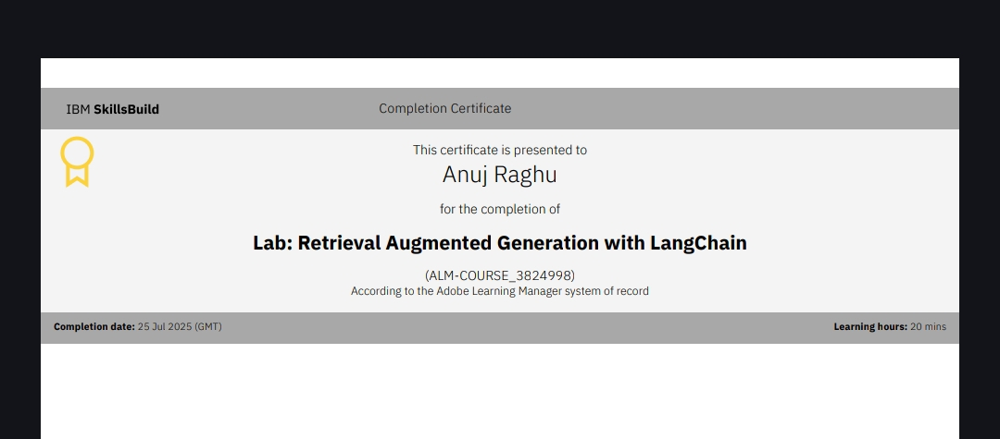 IBM SkillsBuild
Completion Certificate
This certificate is presented to
Anuj Raghu
for the completion of
Lab: Retrieval Augmented Generation with LangChain
(ALM-COURSE_3824998)
According to the Adobe Learning Manager system of record
Completion date: 25 Jul 2025 (GMT)
Learning hours: 20 mins